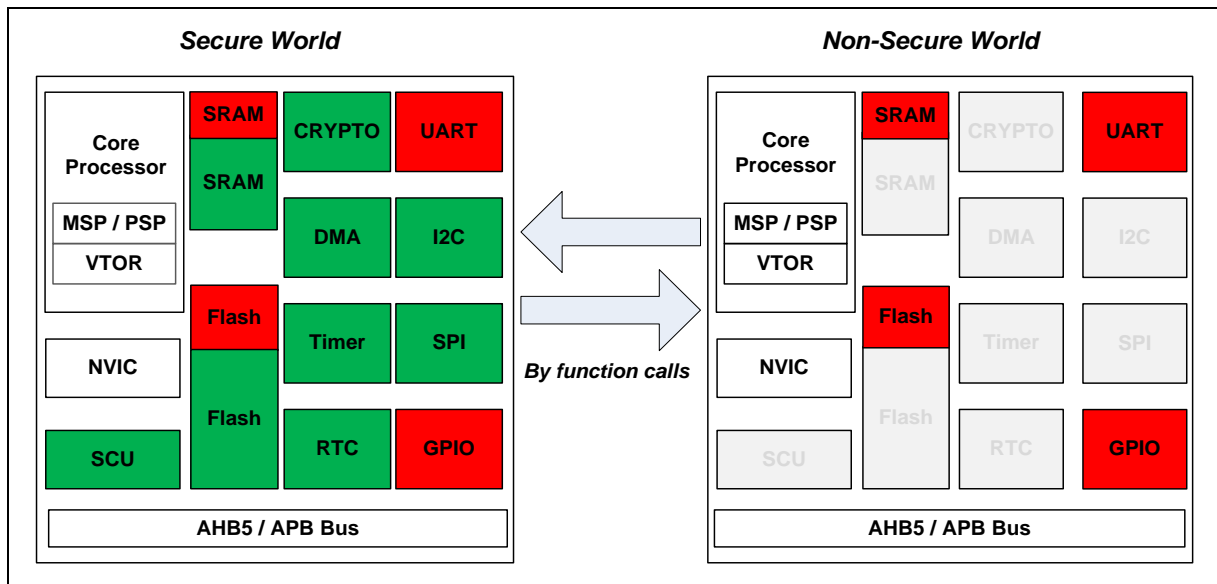 Secure World
Non-Secure World
Core
Processor
MSP / PSP
VTOR
NVIC
SCU
SRAM
SRAM
Flash
Flash
CRYPTO
DMA
Timer
RTC
UART
I2C
SPI
GPIO
AHB5 / APB Bus
By function calls
Core
Processor
MSP / PSP
VTOR
NVIC
SCU
SRAM
SRAM
Flash
Flash
CRYPTO
DMA
Timer
RTC
UART
I2C
SPI
GPIO
AHB5 / APB Bus